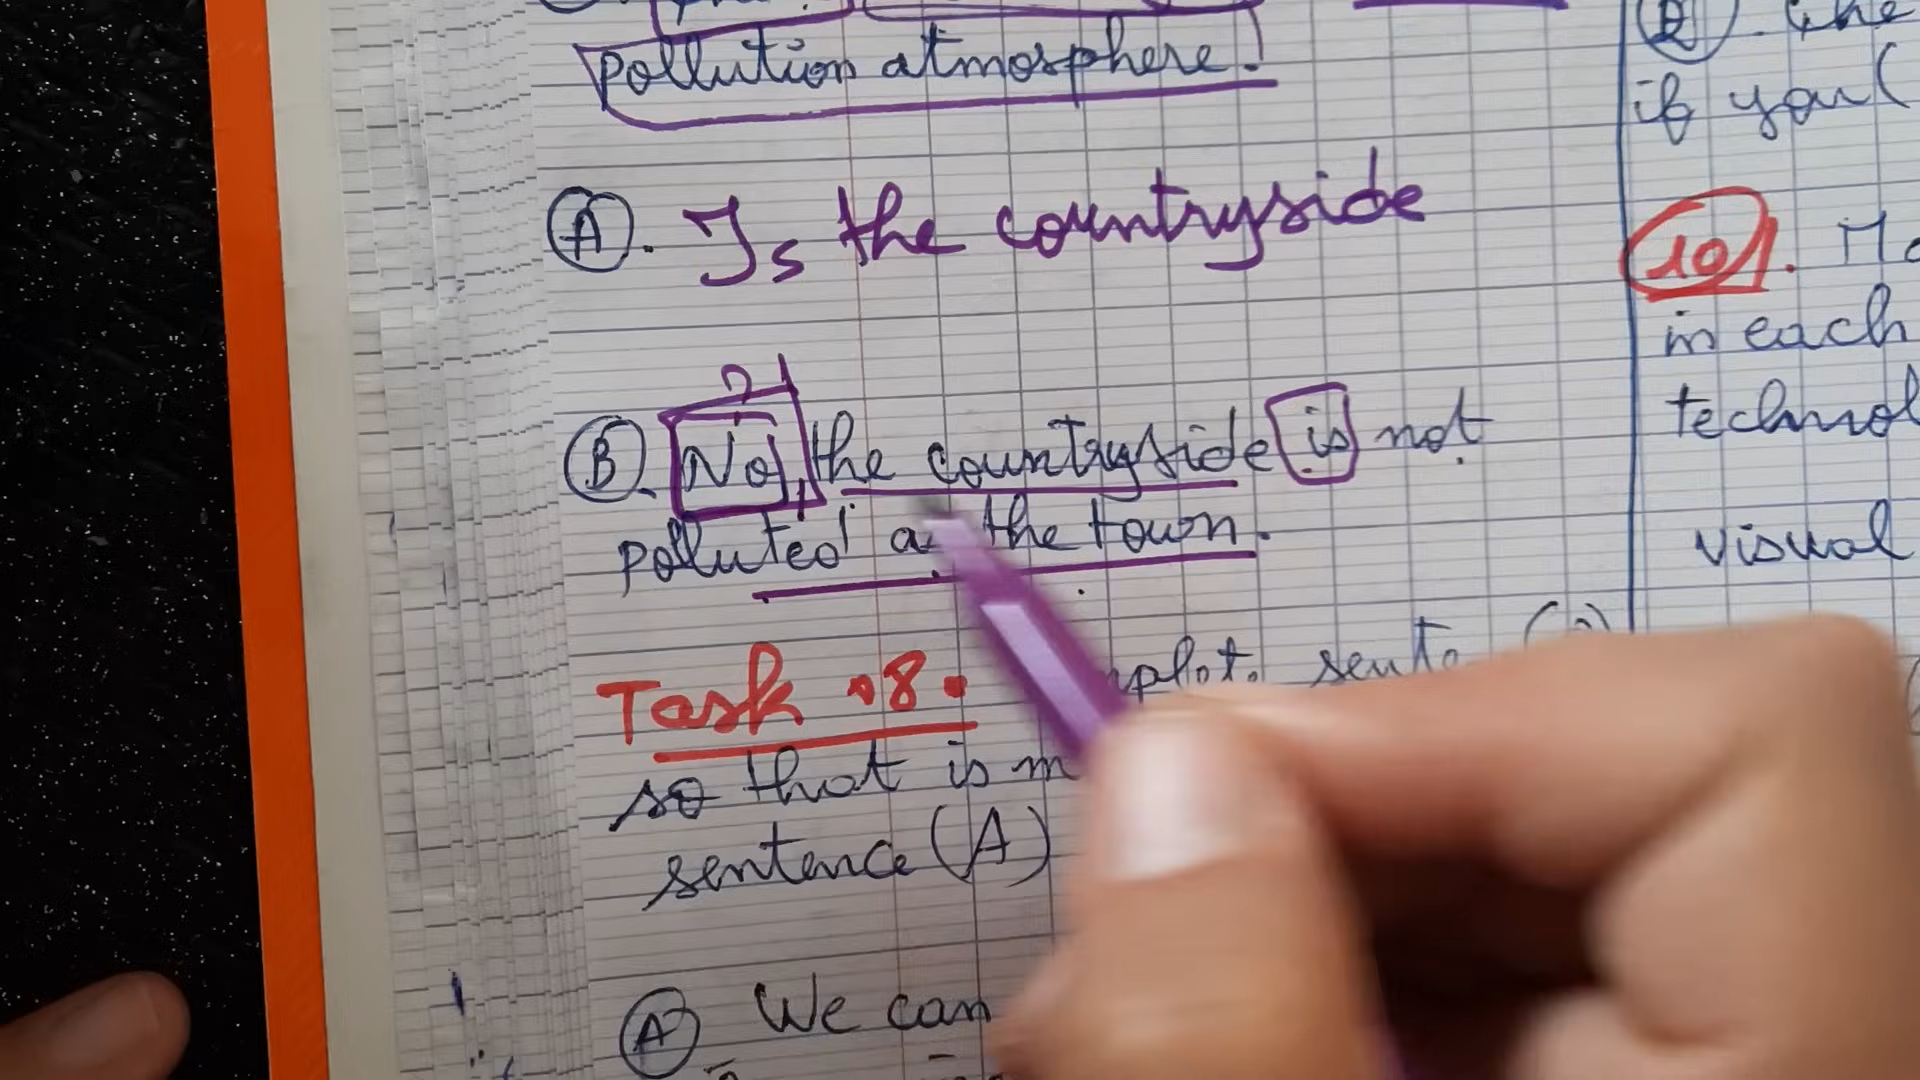 pollution atmosphere.
(A). Is the countryside
(B). No, the countryside is not
polluted as the town.
Task 8.
so that is
sentence (A)
(A) We can
the
if you (
10).
in each
visual